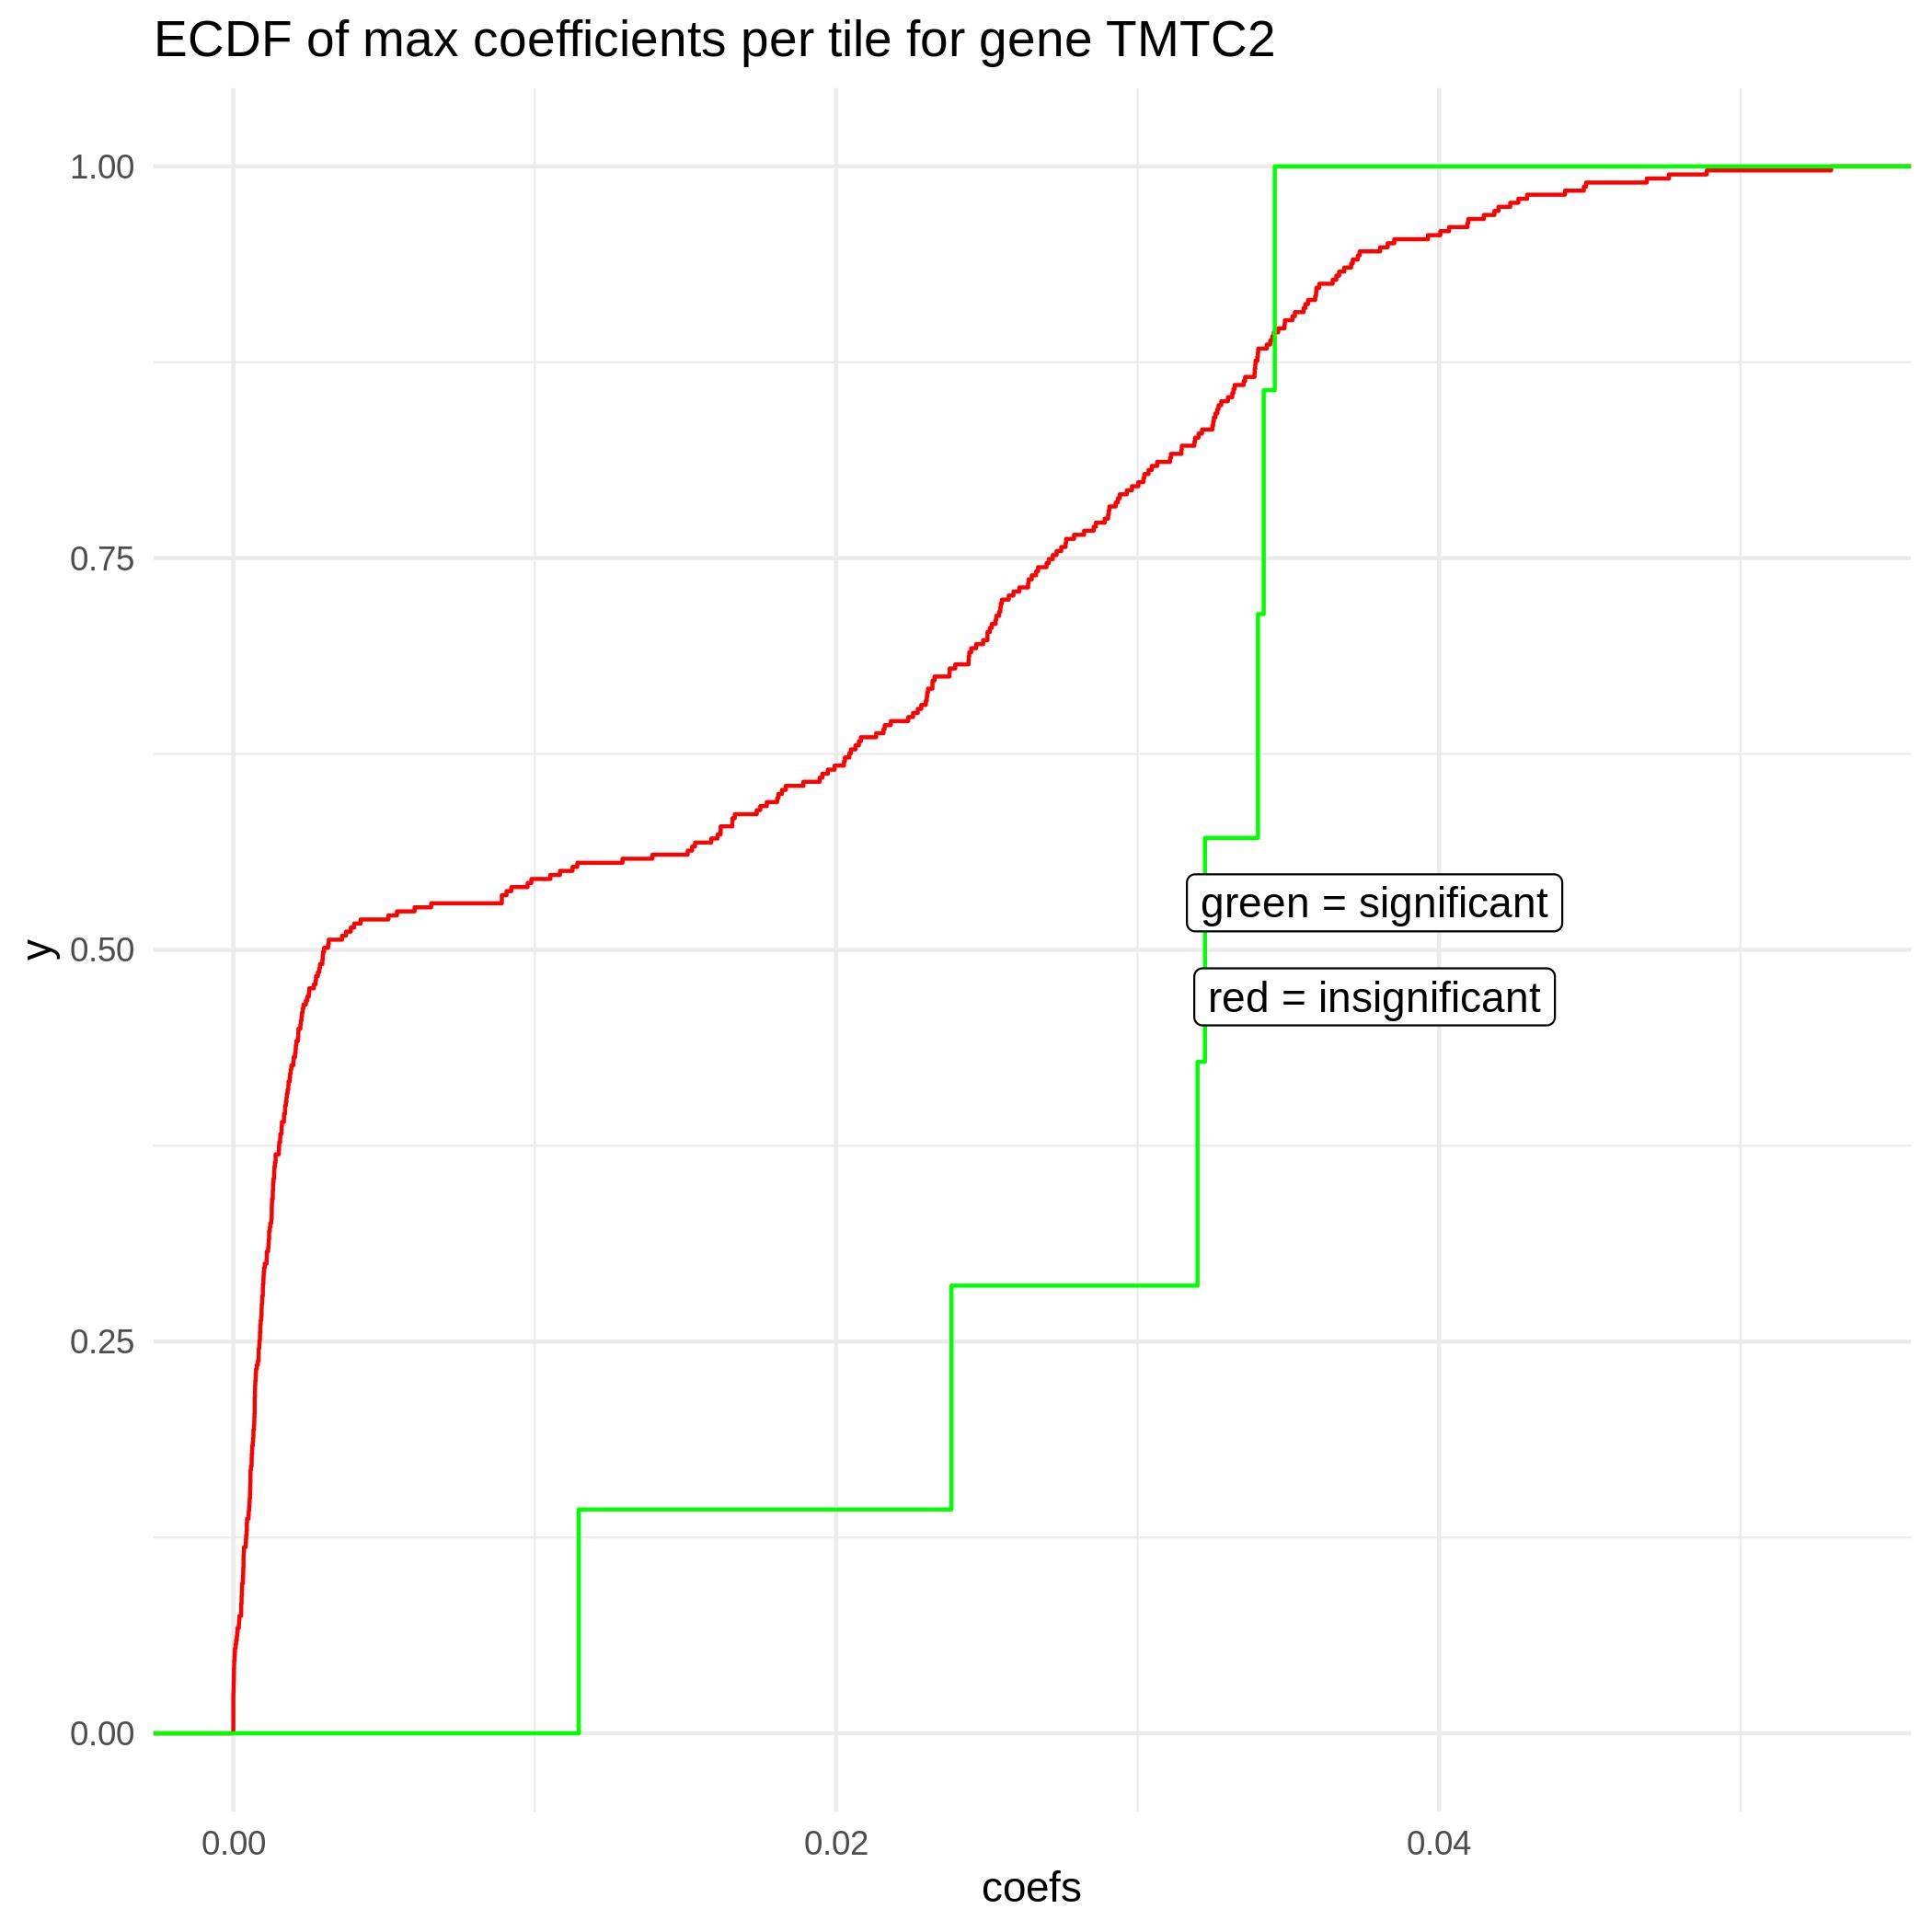 ECDF of max coefficients per tile for gene TMTC2
1.00
0.75
0.50
0.25
0.00
y
green = significant
red = insignificant
0.00 0.02 0.04
coefs